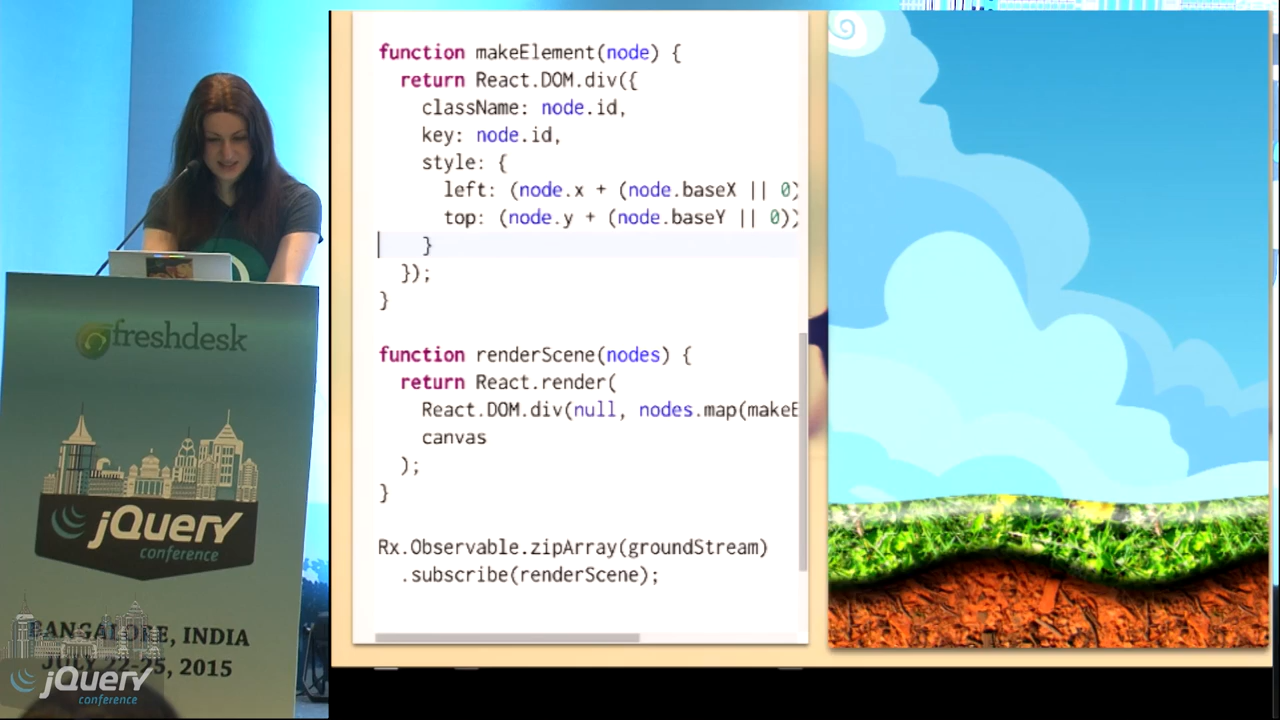 function makeElement(node) {
return React.DOM.div({
className: node.id,
key: node.id,
style: {
left: (node.x + (node.baseX || 0)
top: (node.y + (node.baseY || 0))
}
});
}
function renderScene(nodes) {
return React.render(
React.DOM.div(null, nodes.map(makeE
canvas
);
}
Rx.Observable.zipArray(groundStream)
.subscribe(renderScene);
freshdesk
jQuery
conference
BANGALORE, INDIA
JULY 22-25, 2015
jQuery
conference